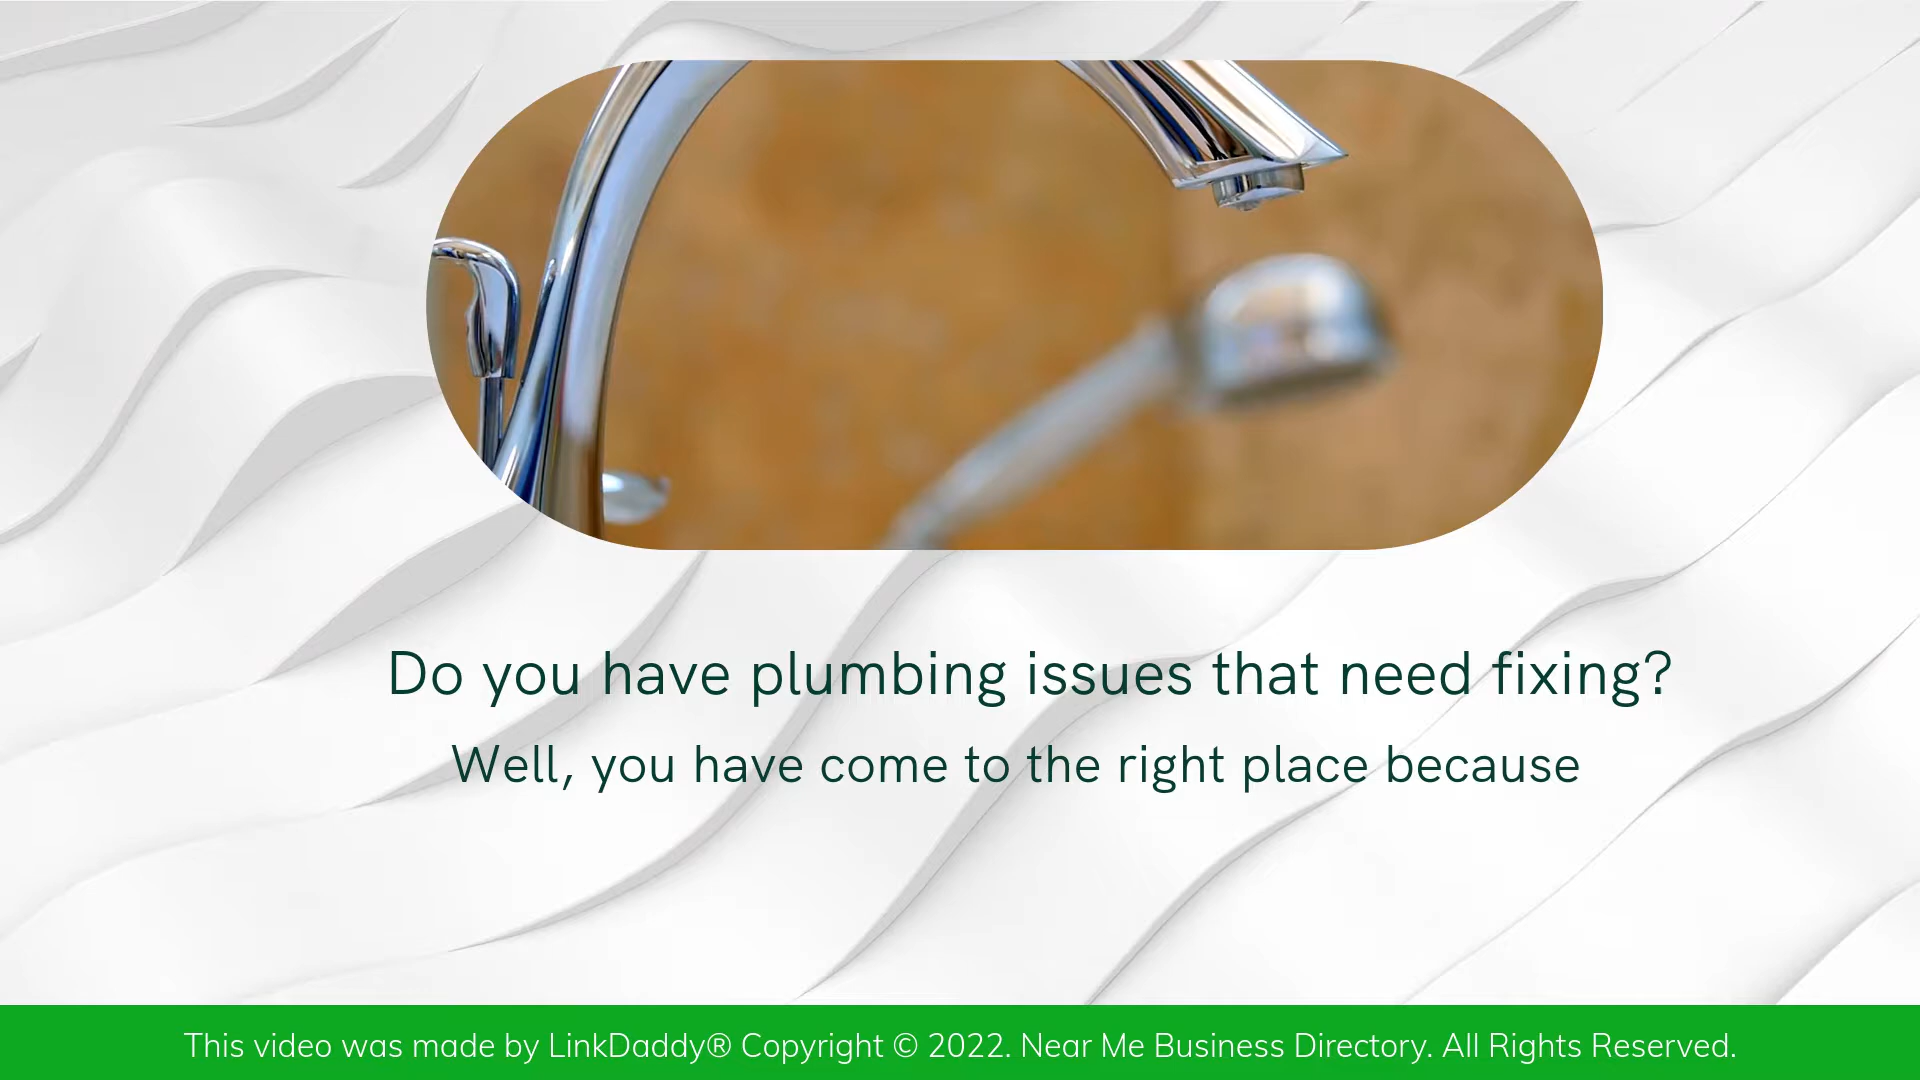 Do you have plumbing issues that need fixing?
Well, you have come to the right place because
This video was made by LinkDaddy® Copyright © 2022. Near Me Business Directory. All Rights Reserved.